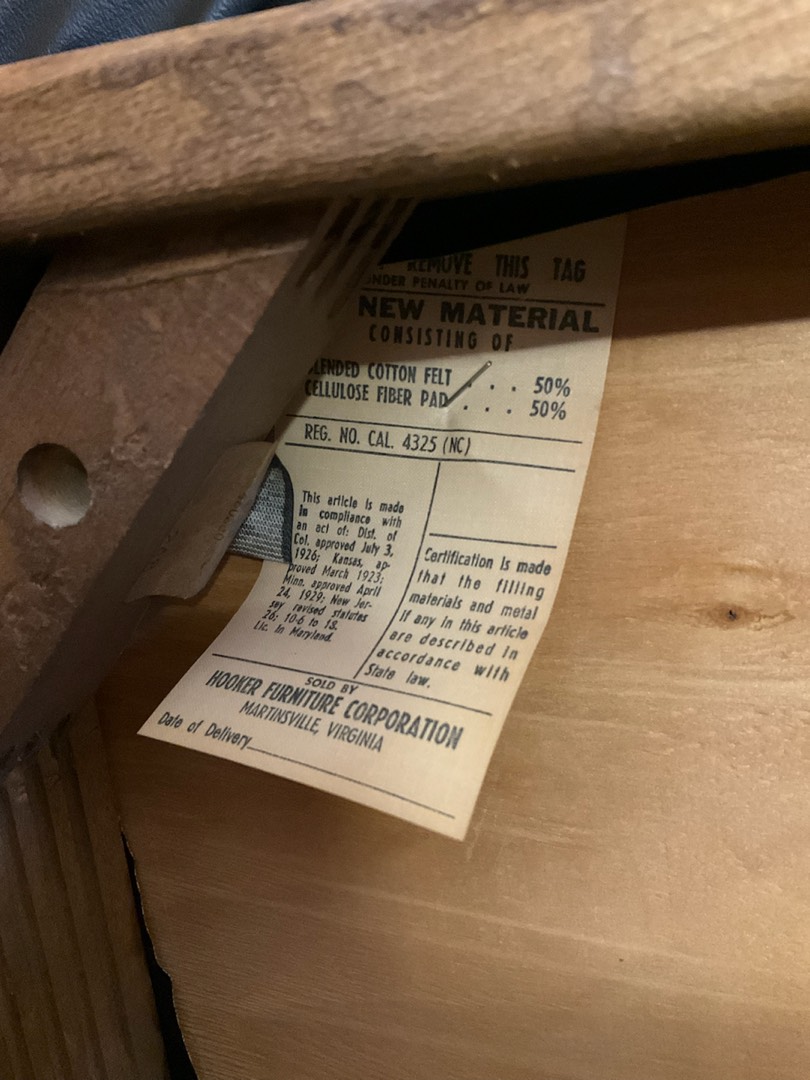 REMOVE THIS TAG
UNDER PENALTY OF LAW
NEW MATERIAL
CONSISTING OF
BLENDED COTTON FELT . . . 50%
CELLULOSE FIBER PAD . . . . 50%
REG. NO. CAL. 4325 (NC)
This article is made
in compliance with
an act of: Dist. of
Col. approved July 3,
1926; Kansas, ap-
proved March 1923;
Minn. approved April
24, 1929; New Jer-
sey revised statutes
26: 10-6 to 18.
Lic. in Maryland.
Certification is made
that the filling
materials and metal
if any in this article
are described in
accordance with
State law.
SOLD BY
HOOKER FURNITURE CORPORATION
MARTINSVILLE, VIRGINIA
Date of Delivery